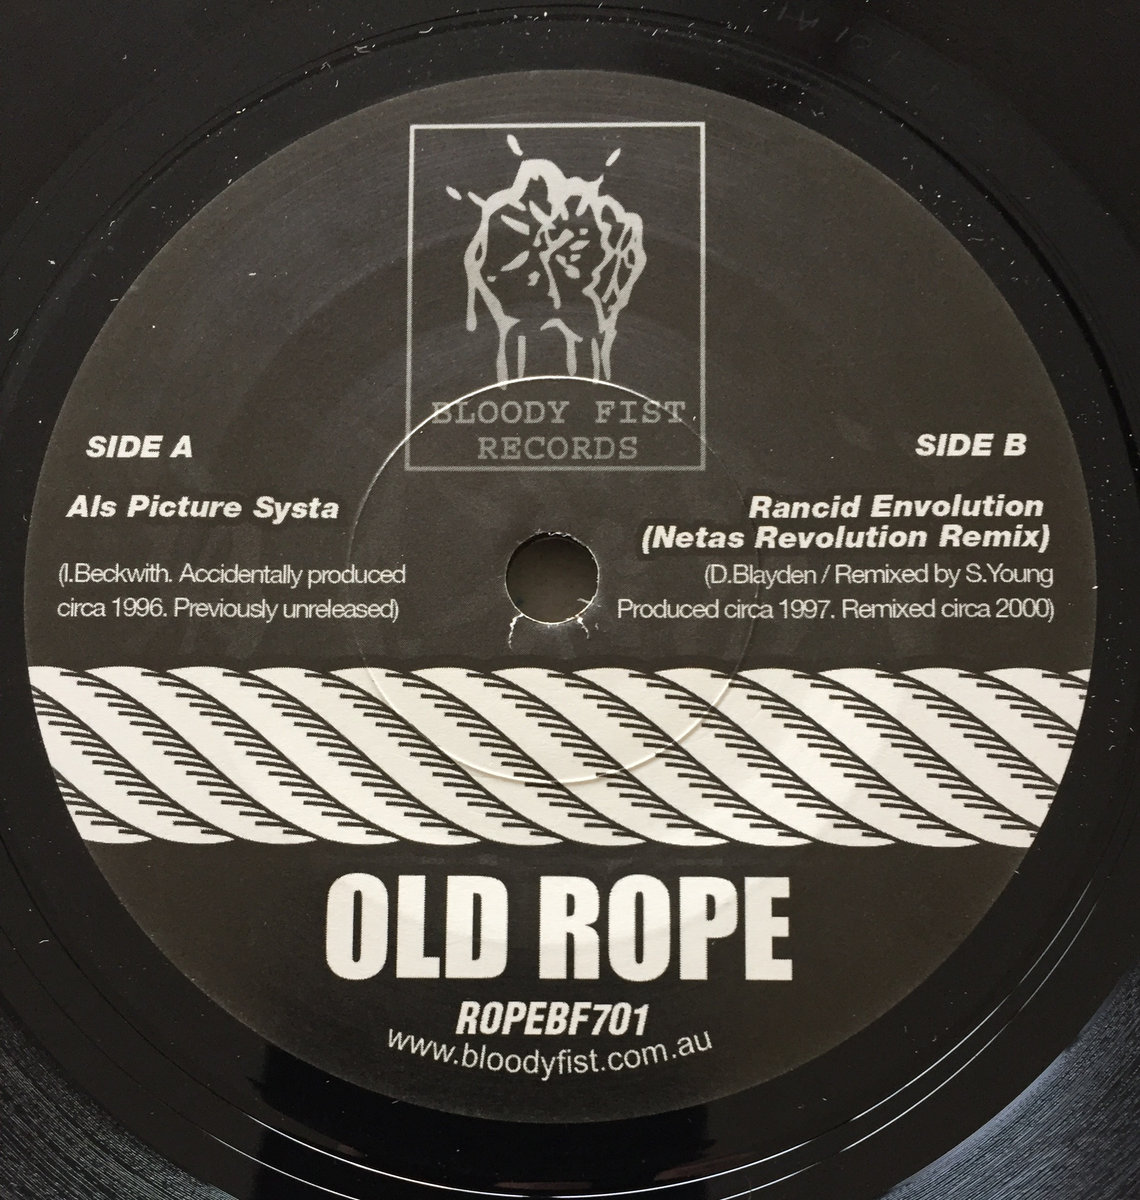 BLOODY FIST
RECORDS
SIDE A
Als Picture Systa
(I.Beckwith. Accidentally produced
circa 1996. Previously unreleased)
SIDE B
Rancid Envolution
(Netas Revolution Remix)
(D.Blayden / Remixed by S.Young
Produced circa 1997. Remixed circa 2000)
OLD ROPE
ROPEBF701
www.bloodyfist.com.au